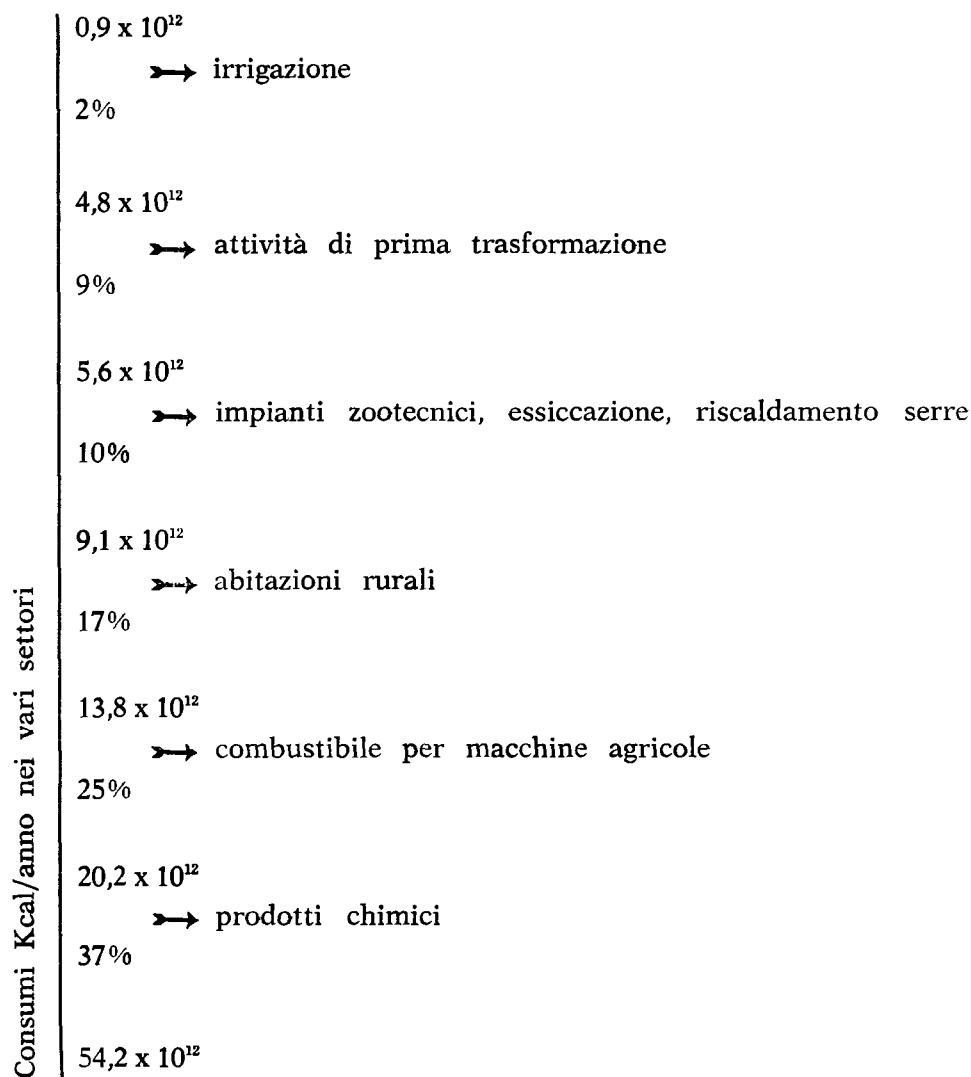 0,9 x 10¹²
irrigazione
2%
4,8 x 10¹²
attività di prima trasformazione
9%
5,6 x 10¹²
impianti zootecnici, essiccazione, riscaldamento serre
10%
9,1 x 10¹²
abitazioni rurali
17%
13,8 x 10¹²
combustibile per macchine agricole
25%
20,2 x 10¹²
prodotti chimici
37%
54,2 x 10¹²
Consumi Kcal/anno nei vari settori